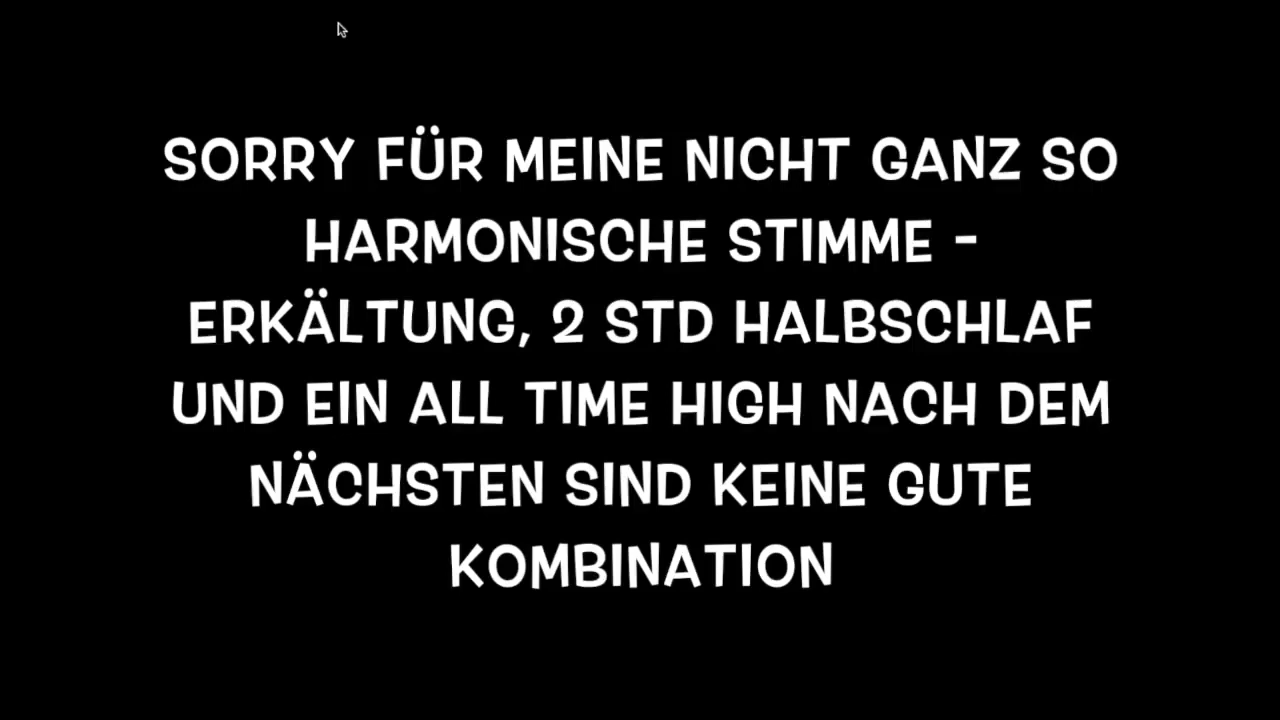 SORRY FÜR MEINE NICHT GANZ SO
HARMONISCHE STIMME -
ERKÄLTUNG, 2 STD HALBSCHLAF
UND EIN ALL TIME HIGH NACH DEM
NÄCHSTEN SIND KEINE GUTE
KOMBINATION